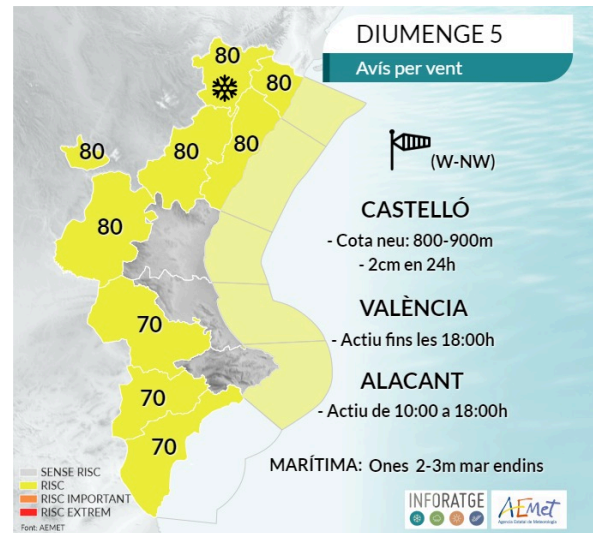 DIUMENGE 5
Avís per vent
80
80
80
80
80
80
70
70
70
(W-NW)
CASTELLÓ
- Cota neu: 800-900m
- 2cm en 24h
VALÈNCIA
- Actiu fins les 18:00h
ALACANT
- Actiu de 10:00 a 18:00h
MARÍTIMA: Ones 2-3m mar endins
SENSE RISC
RISC
RISC IMPORTANT
RISC EXTREM
Font: AEMET
INFORATGE
AEMet
Agencia Estatal de Meteorología